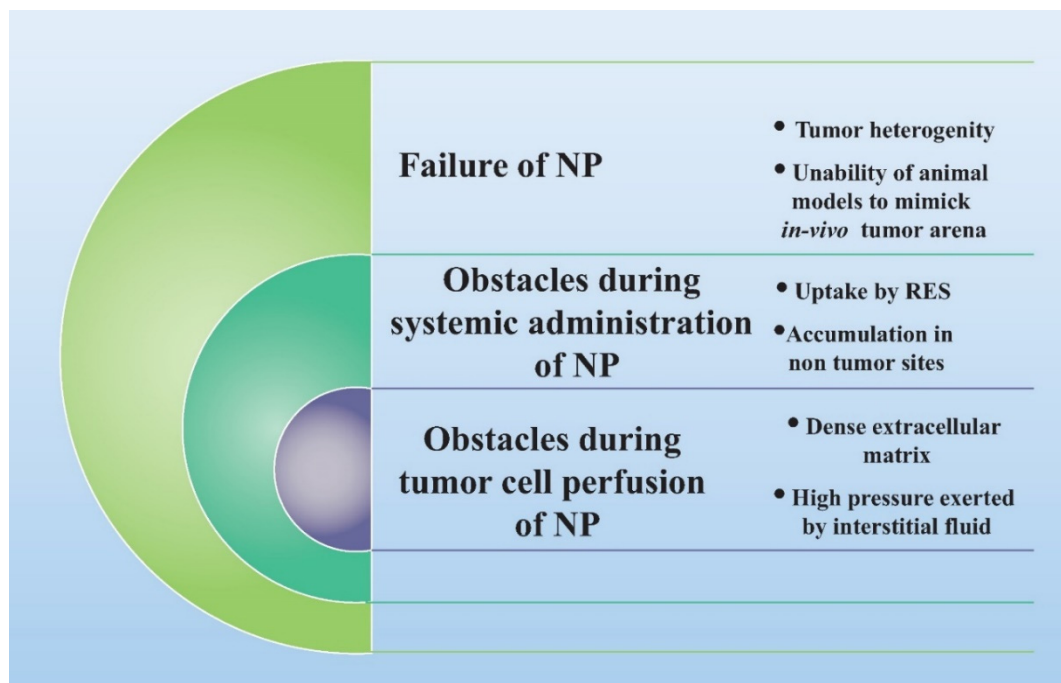 Failure of NP
• Tumor heterogenity
• Unability of animal
models to mimick
in-vivo tumor arena
Obstacles during
systemic administration
of NP
• Uptake by RES
•Accumulation in
non tumor sites
Obstacles during
tumor cell perfusion
of NP
• Dense extracellular
matrix
• High pressure exerted
by interstitial fluid